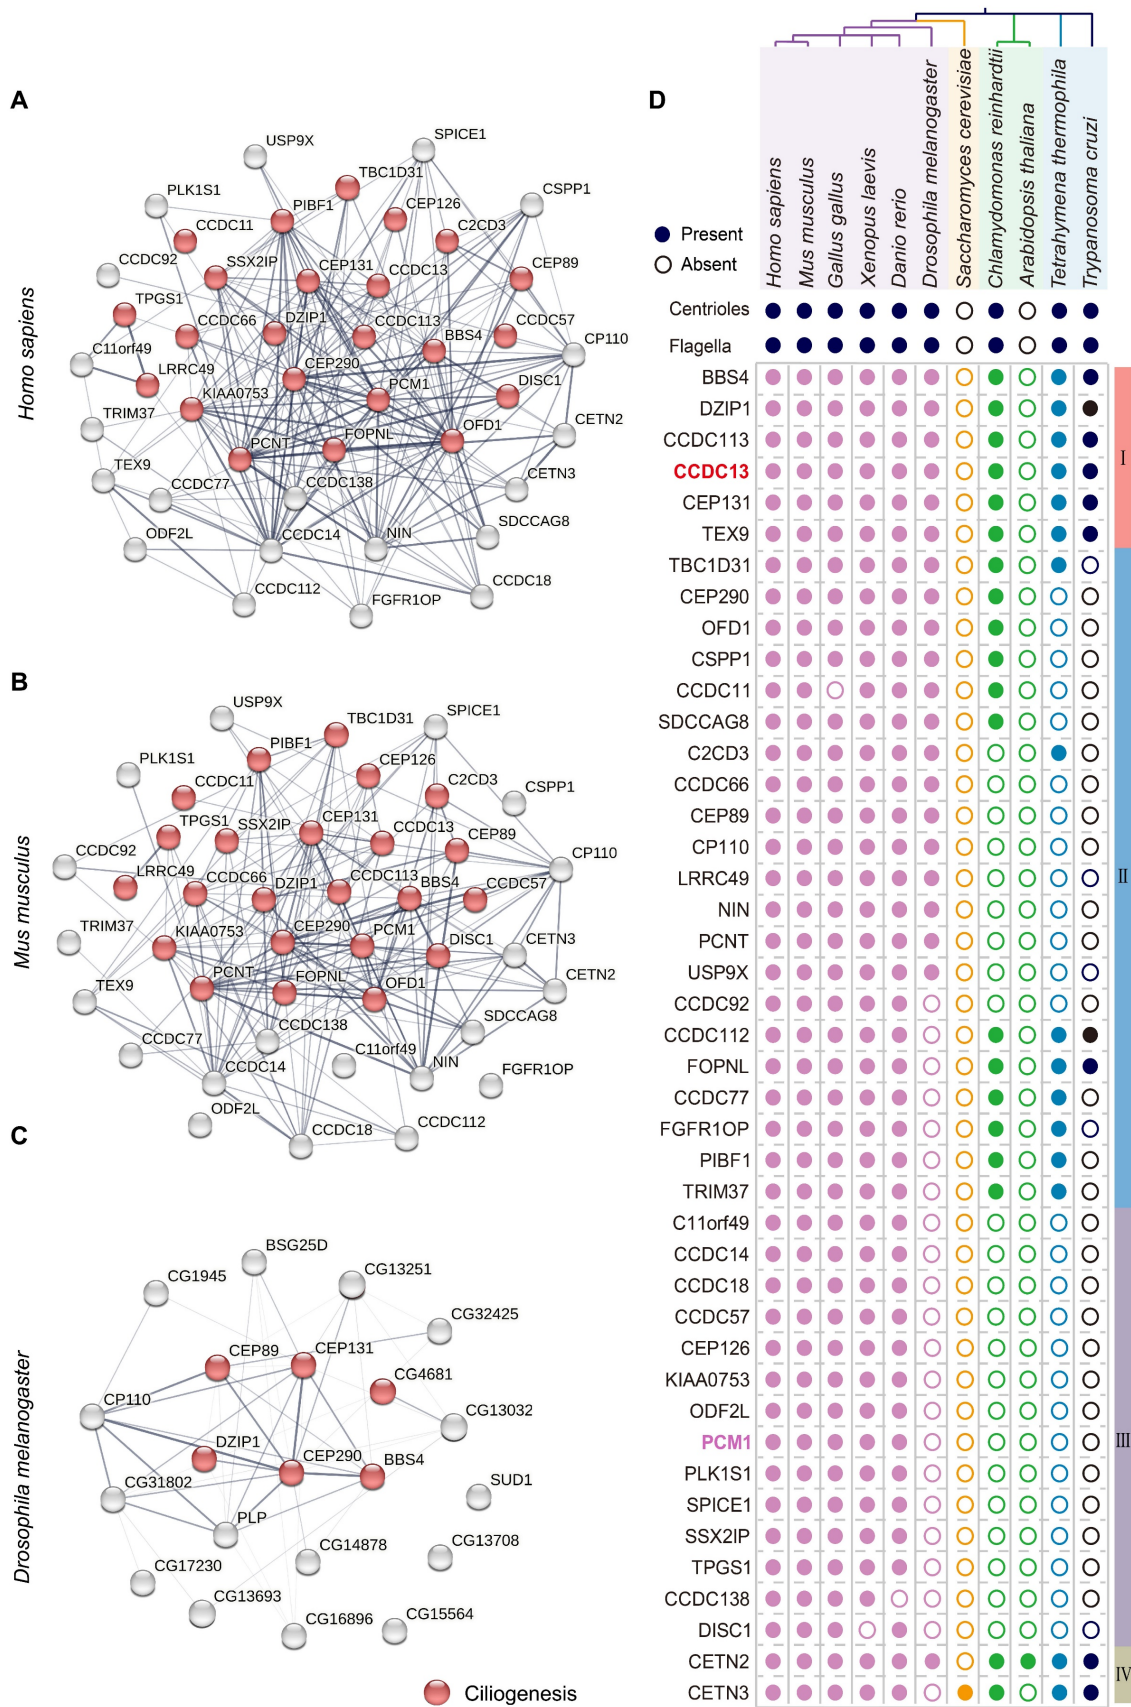 A
Homo sapiens
USP9X
SPICE1
TBC1D31
PLK1S1
CSPP1
PIBF1
CEP126
CCDC11
C2CD3
CCDC92
SSX2IP
CEP131
CCDC13
CEP89
TPGS1
CCDC66
DZIP1
CCDC113
CCDC57
BBS4
CP110
C11orf49
LRRC49
CEP290
KIAA0753
PCM1
DISC1
TRIM37
CETN2
PCNT
FOPNL
OFD1
TEX9
CCDC77
CCDC138
CETN3
SDCCAG8
ODF2L
CCDC14
NIN
CCDC112
CCDC18
FGFR1OP
B
Mus musculus
USP9X
TBC1D31
SPICE1
PIBF1
PLK1S1
CEP126
CCDC11
C2CD3
CSPP1
TPGS1
SSX2IP
CEP131
CCDC13
CEP89
CCDC92
CP110
LRRC49
CCDC66
DZIP1
CCDC113
BBS4
CCDC57
TRIM37
KIAA0753
CEP290
PCM1
DISC1
CETN3
PCNT
FOPNL
OFD1
CETN2
TEX9
CCDC138
SDCCAG8
CCDC77
C11orf49
CCDC14
NIN
FGFR1OP
ODF2L
CCDC18
CCDC112
C
Drosophila melanogaster
BSG25D
CG1945
CG13251
CG32425
CEP89
CEP131
CG4681
CP110
CG13032
DZIP1
CEP290
BBS4
CG31802
SUD1
PLP
CG14878
CG13708
CG17230
CG13693
CG16896
CG15564
Ciliogenesis
D
Homo sapiens
Mus musculus
Gallus gallus
Xenopus laevis
Danio rerio
Drosophila melanogaster
Saccharomyces cerevisiae
Chlamydomonas reinhardtii
Arabidopsis thaliana
Tetrahymena thermophila
Trypanosoma cruzi
Present
Absent
Centrioles
Flagella
BBS4
DZIP1
CCDC113
CCDC13
CEP131
TEX9
TBC1D31
CEP290
OFD1
CSPP1
CCDC11
SDCCAG8
C2CD3
CCDC66
CEP89
CP110
LRRC49
NIN
PCNT
USP9X
CCDC92
CCDC112
FOPNL
CCDC77
FGFR1OP
PIBF1
TRIM37
C11orf49
CCDC14
CCDC18
CCDC57
CEP126
KIAA0753
ODF2L
PCM1
PLK1S1
SPICE1
SSX2IP
TPGS1
CCDC138
DISC1
CETN2
CETN3
I
II
III
IV